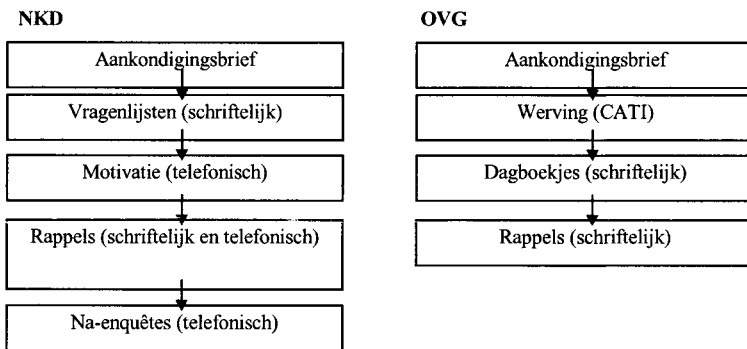 NKD
Aankondigingsbrief
Vragenlijsten (schriftelijk)
Motivatie (telefonisch)
Rappels (schriftelijk en telefonisch)
Na-enquêtes (telefonisch)
OVG
Aankondigingsbrief
Werving (CATI)
Dagboekjes (schriftelijk)
Rappels (schriftelijk)